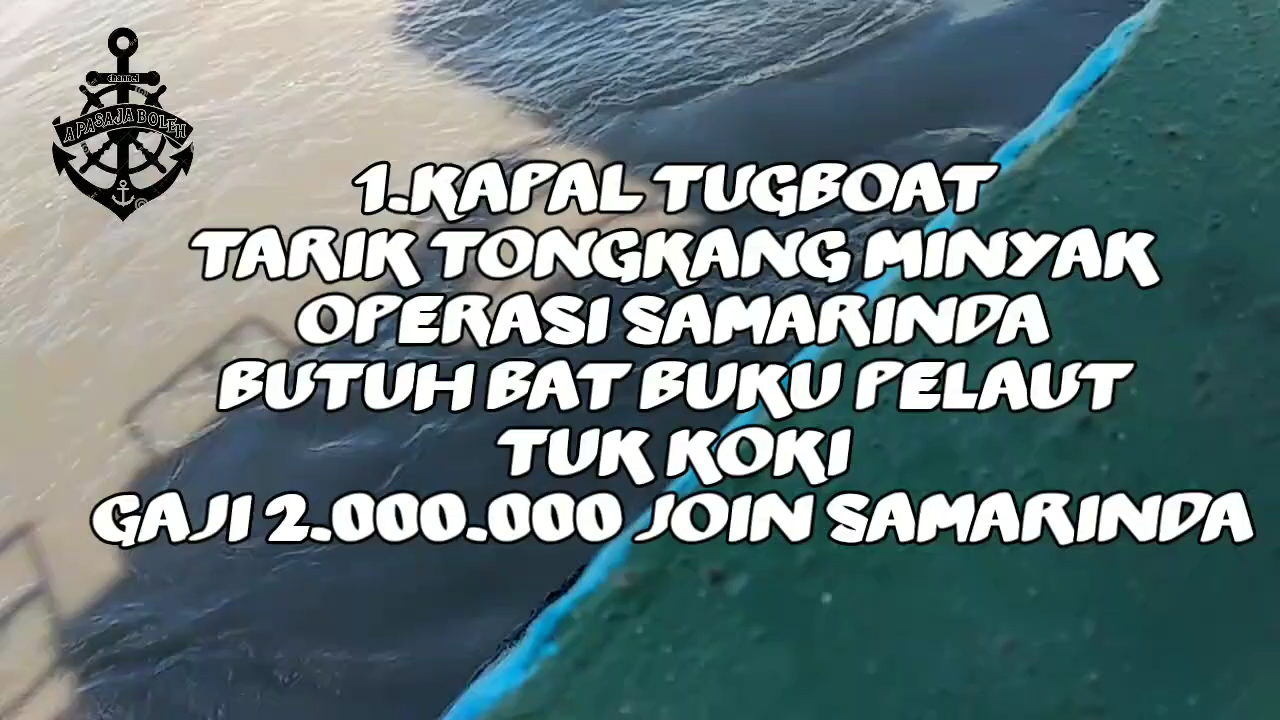 channel
APASAJA BOLEH
1.KAPAL TUGBOAT
TARIK TONGKANG MINYAK
OPERASI SAMARINDA
BUTUH BAT BUKU PELAUT
TUK KOKI
GAJI 2.000.000 JOIN SAMARINDA